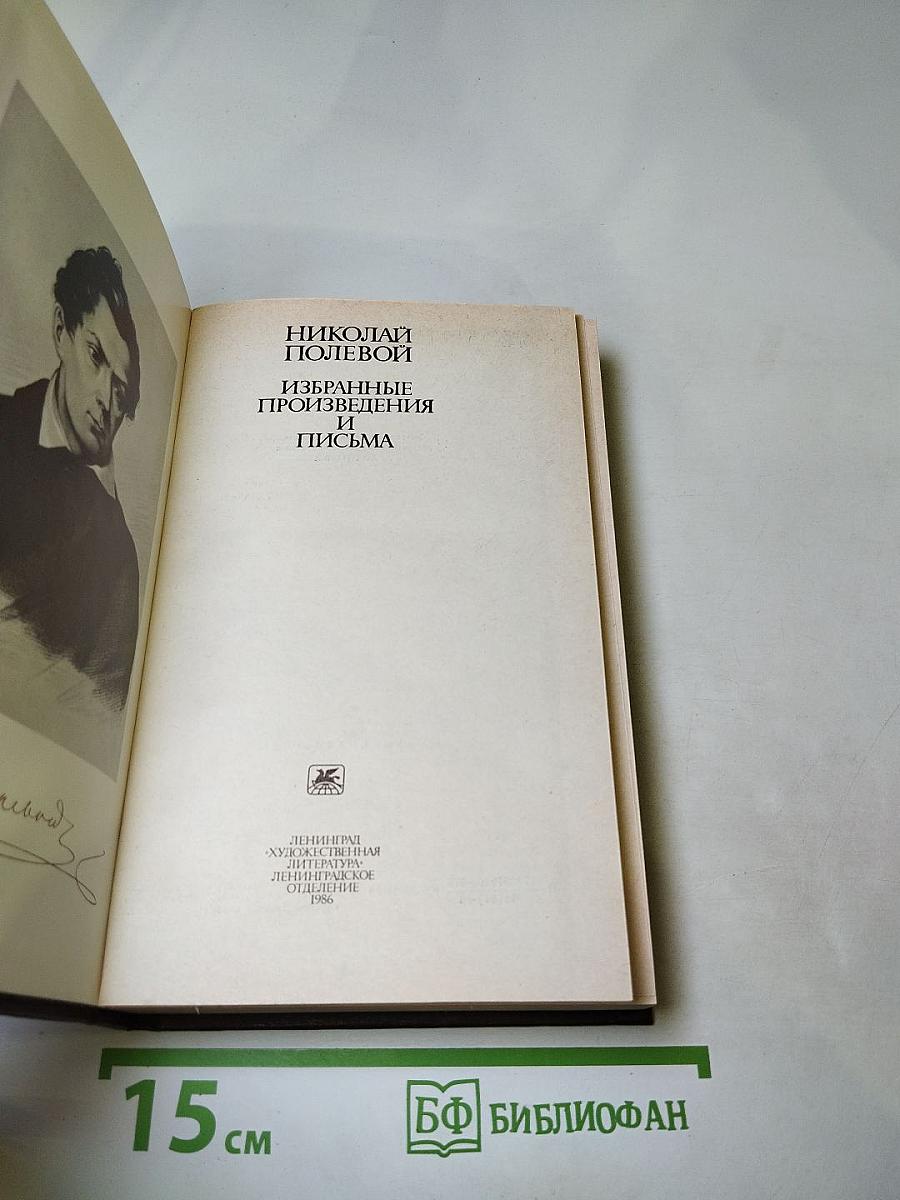 НИКОЛАЙ
ПОЛЕВОЙ
ИЗБРАННЫЕ
ПРОИЗВЕДЕНИЯ
И
ПИСЬМА
ЛЕНИНГРАД
«ХУДОЖЕСТВЕННАЯ
ЛИТЕРАТУРА»
ЛЕНИНГРАДСКОЕ
ОТДЕЛЕНИЕ
1986
15 см
БФ БИБЛИОФАН